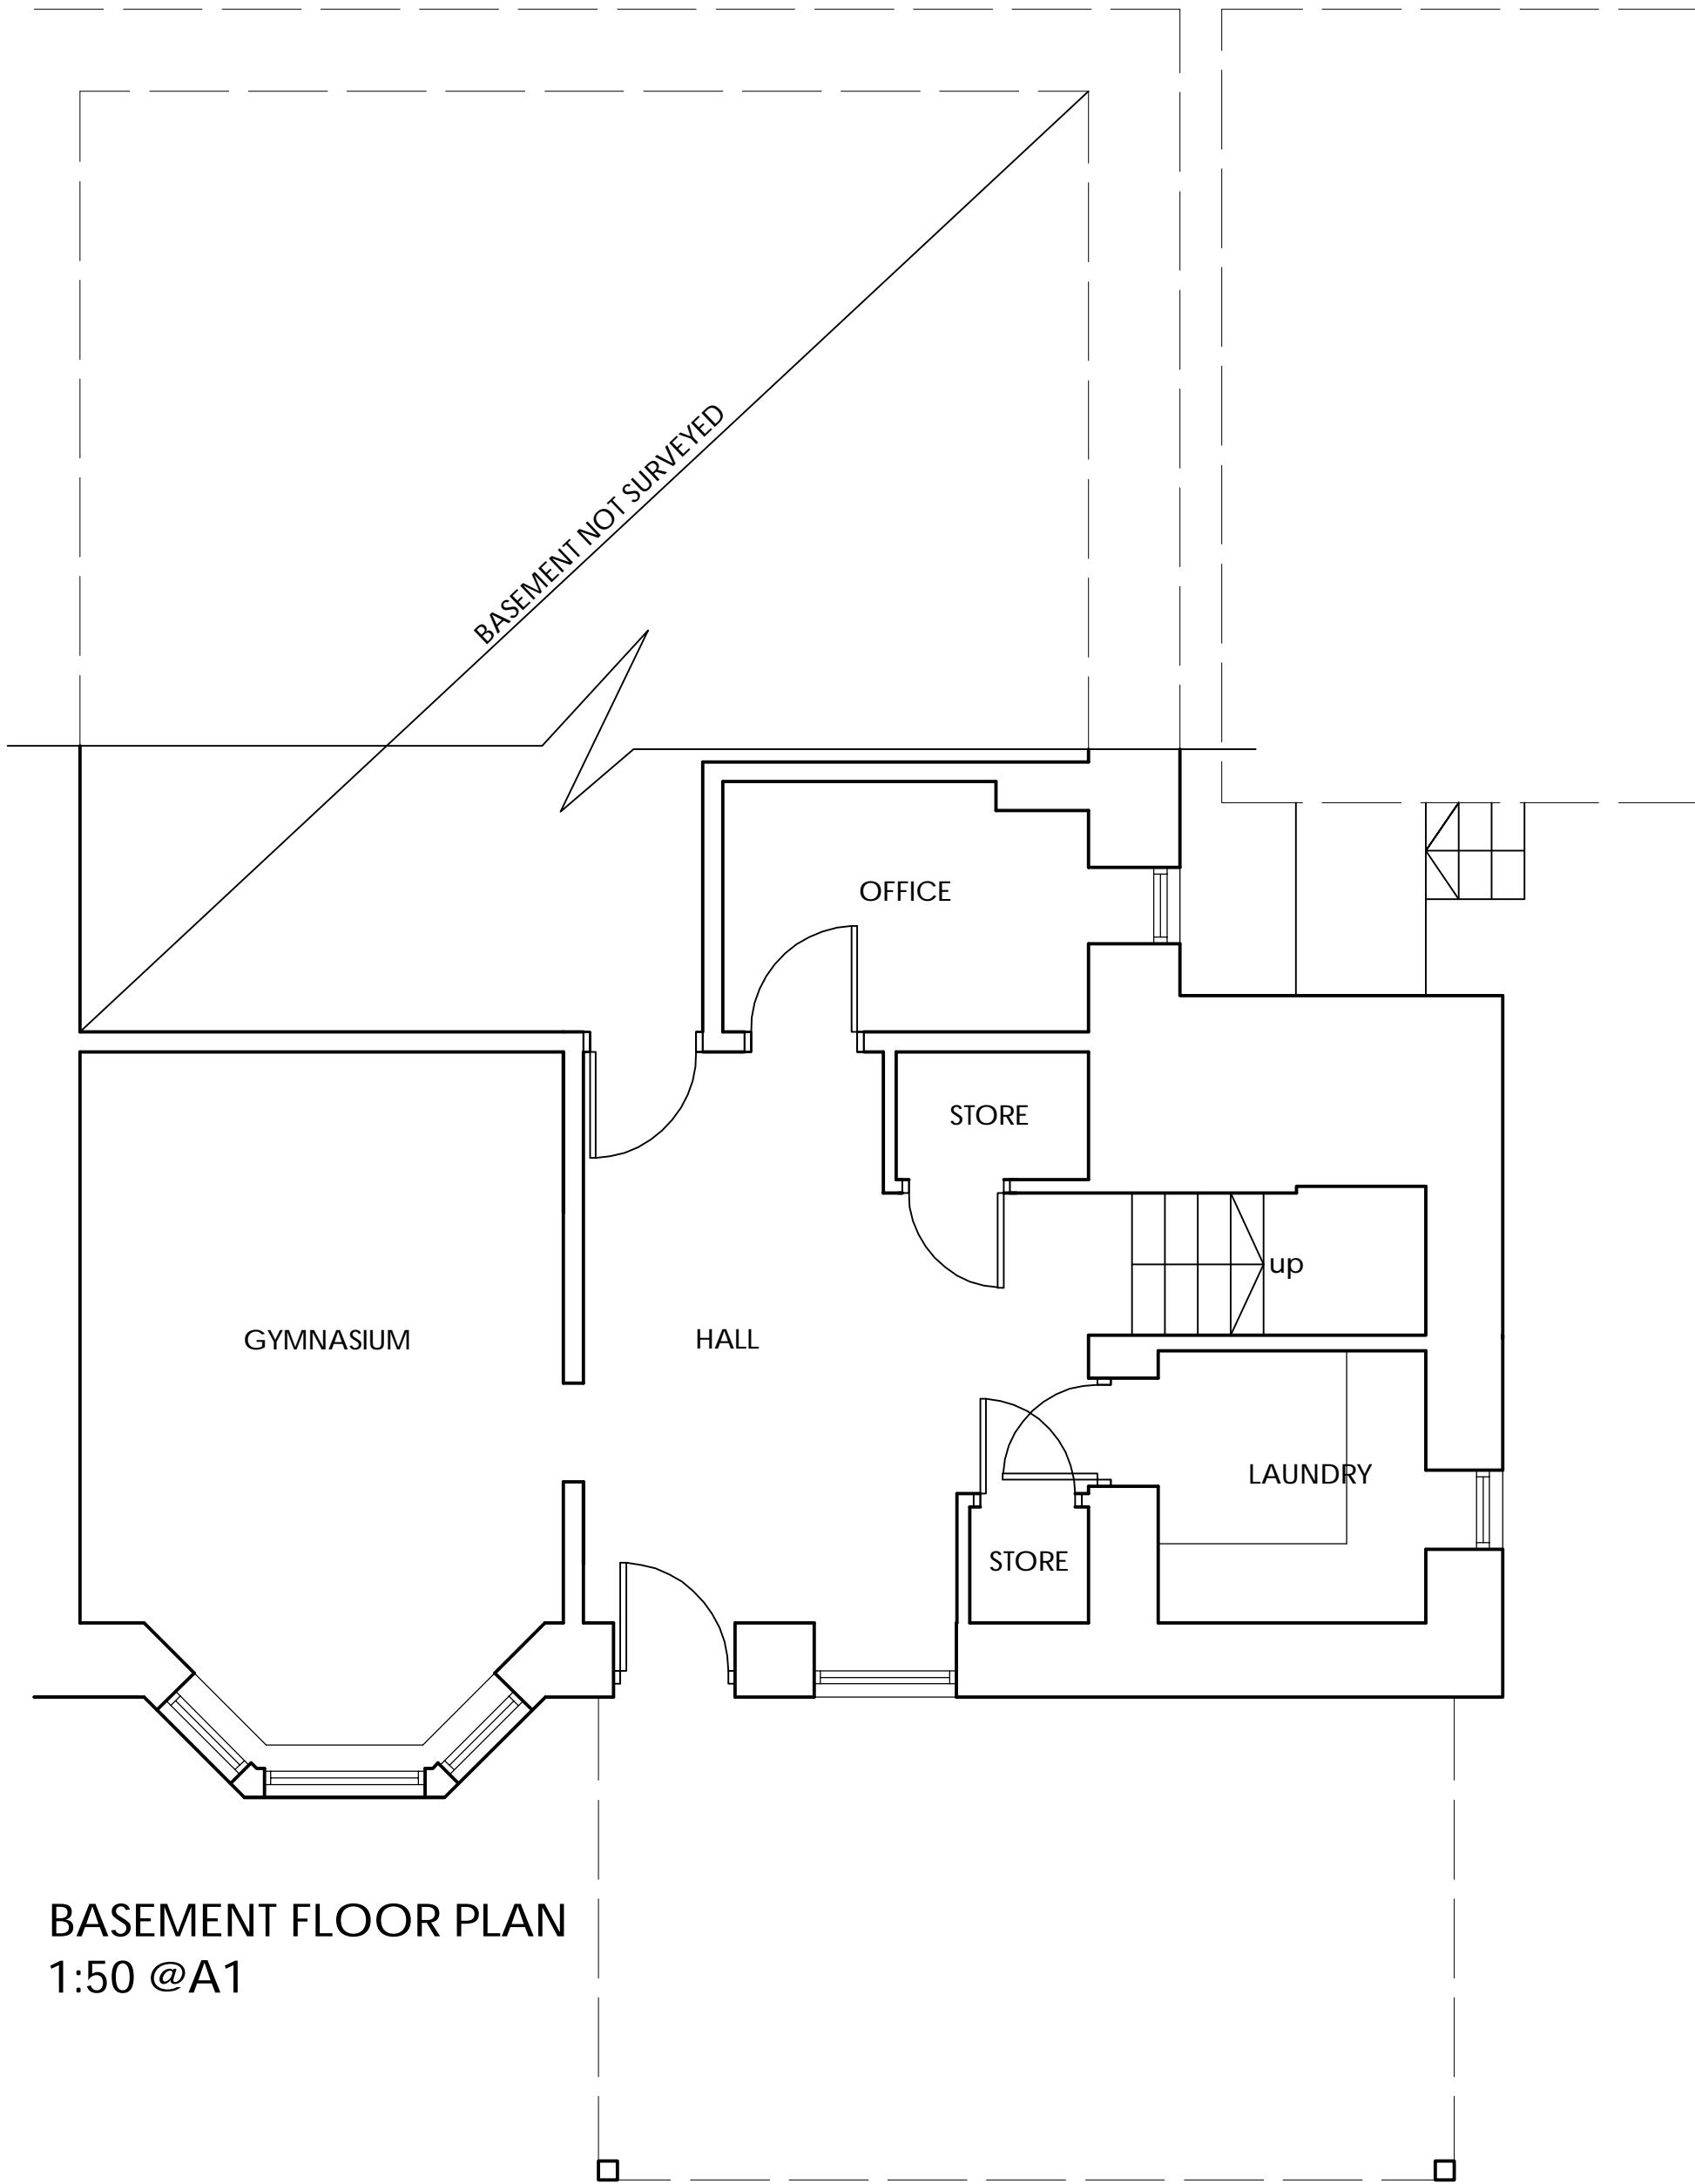 BASEMENT NOT SURVEYED
OFFICE
STORE
up
GYMNASIUM
HALL
LAUNDRY
STORE
BASEMENT FLOOR PLAN
1:50 @A1